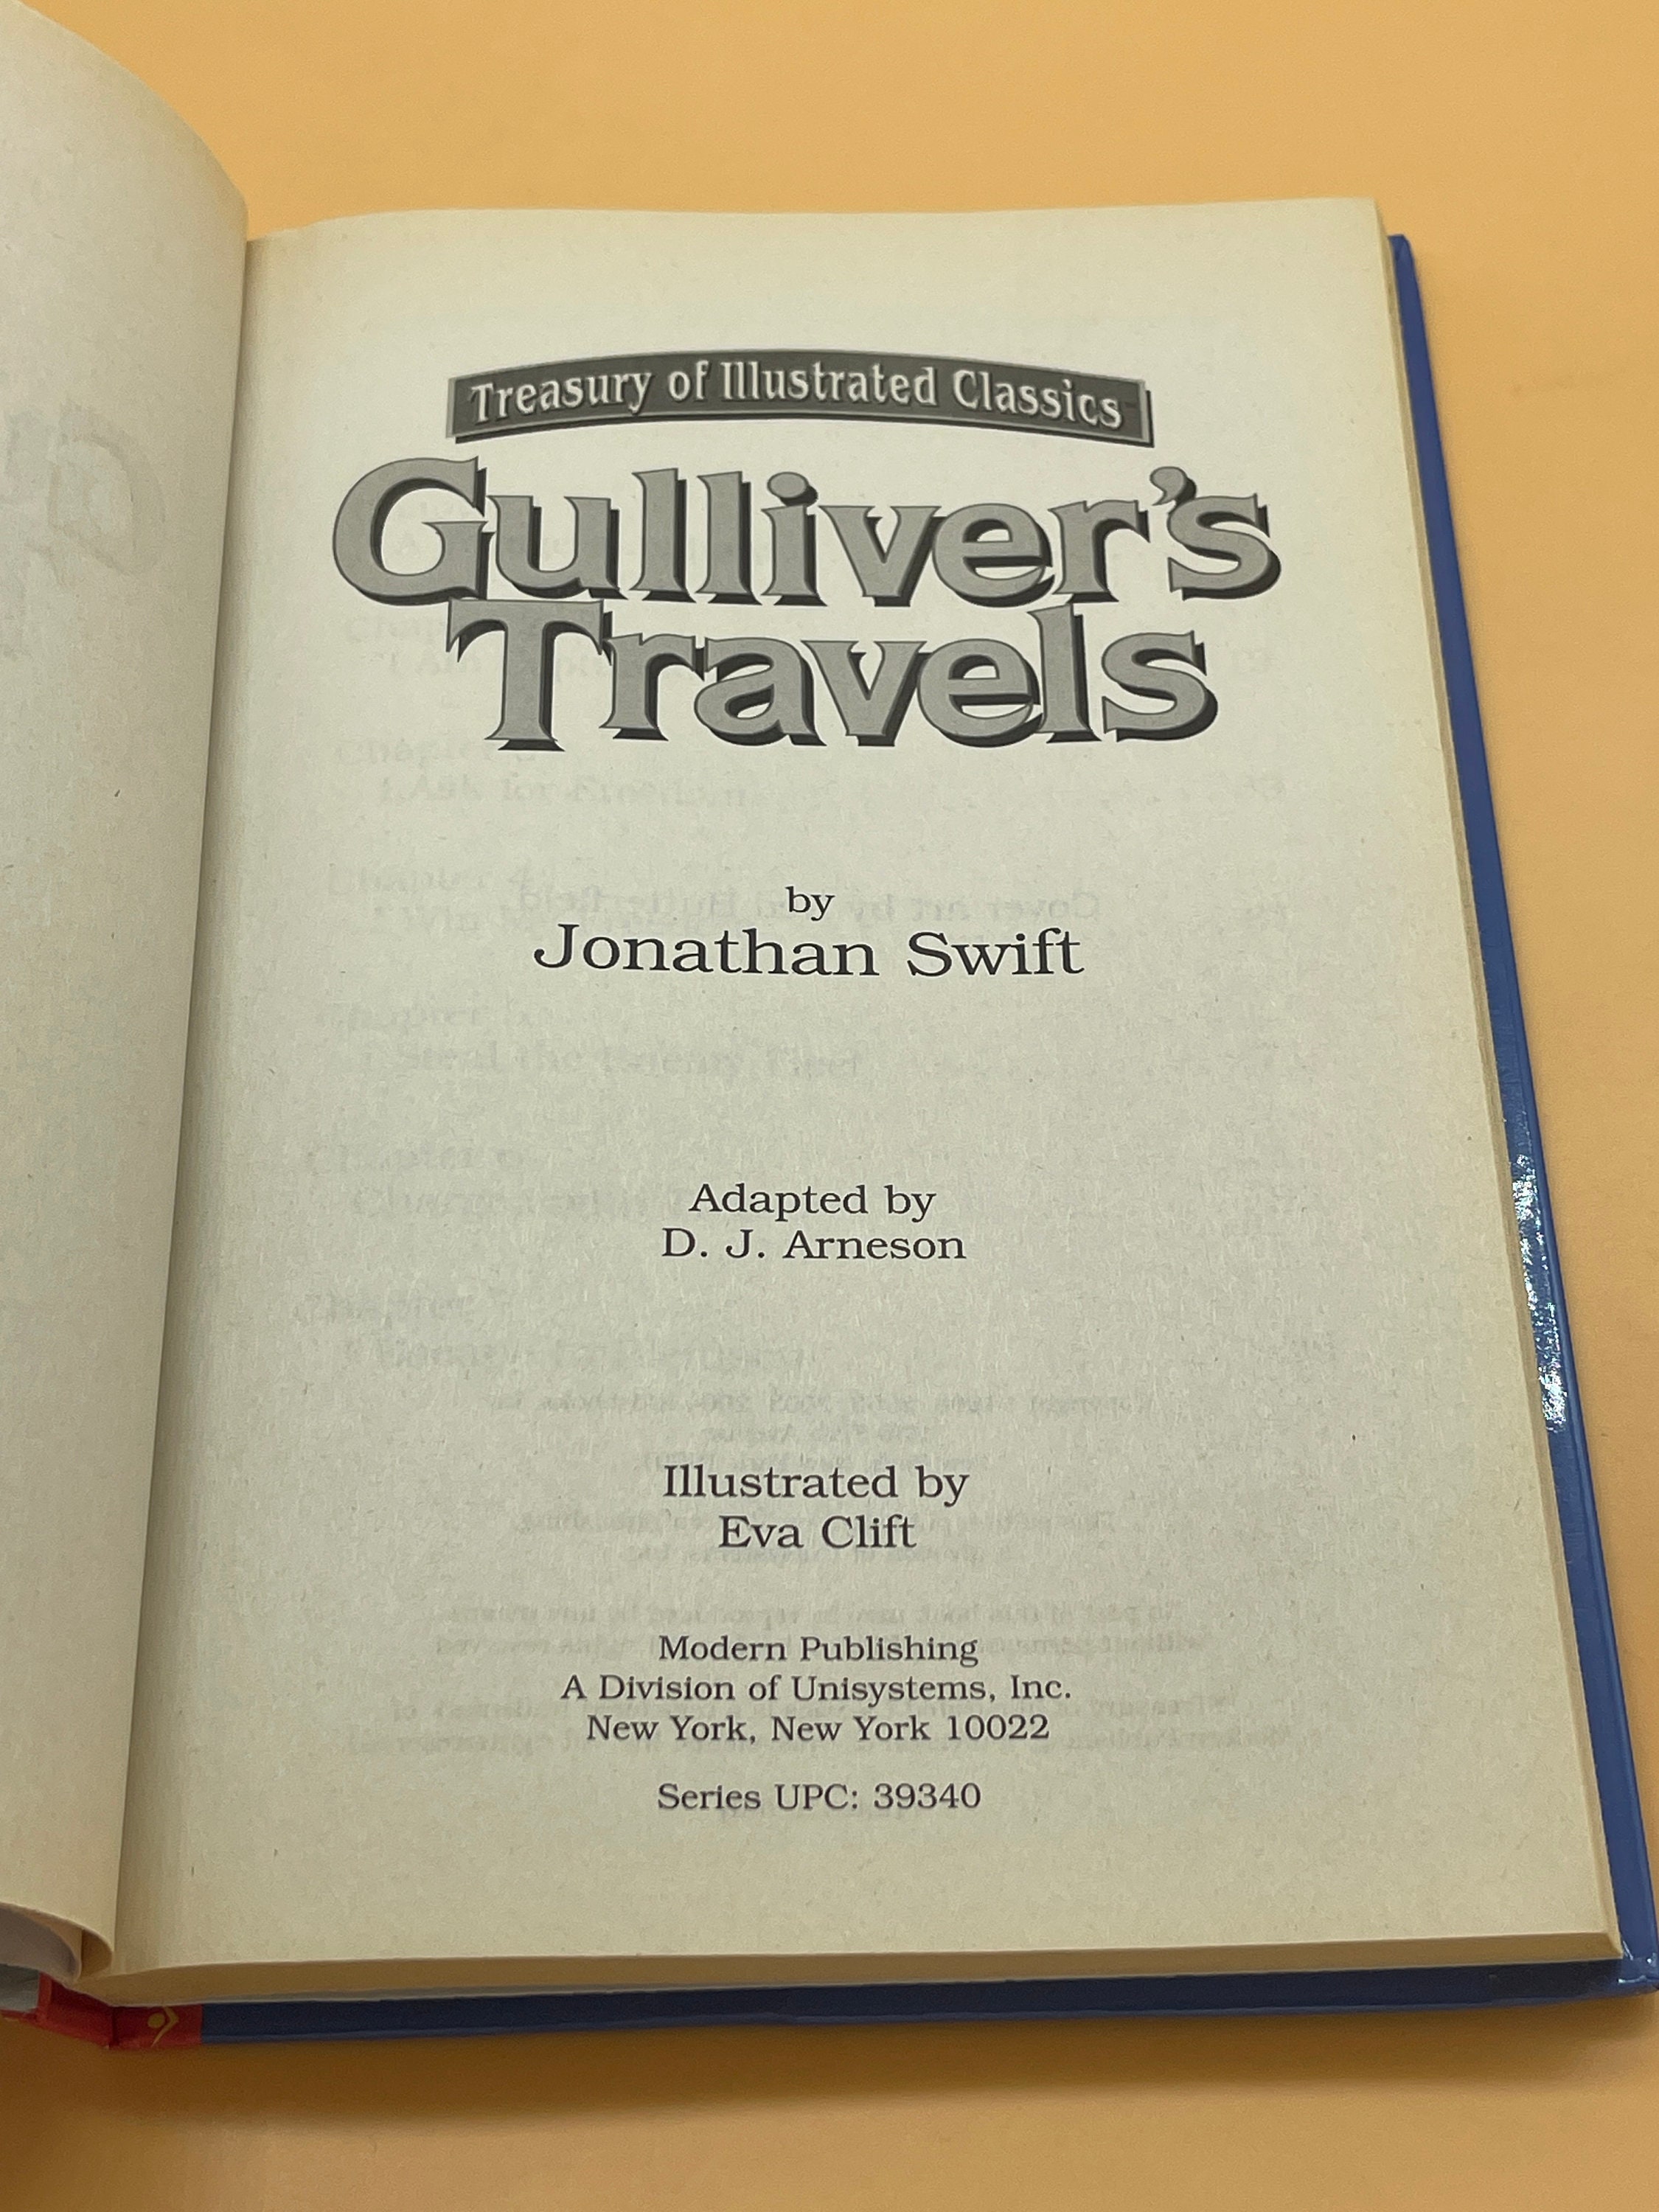 Treasury of Illustrated Classics
Gulliver's
Travels
by
Jonathan Swift
Adapted by
D. J. Arneson
Illustrated by
Eva Clift
Modern Publishing
A Division of Unisystems, Inc.
New York, New York 10022
Series UPC: 39340